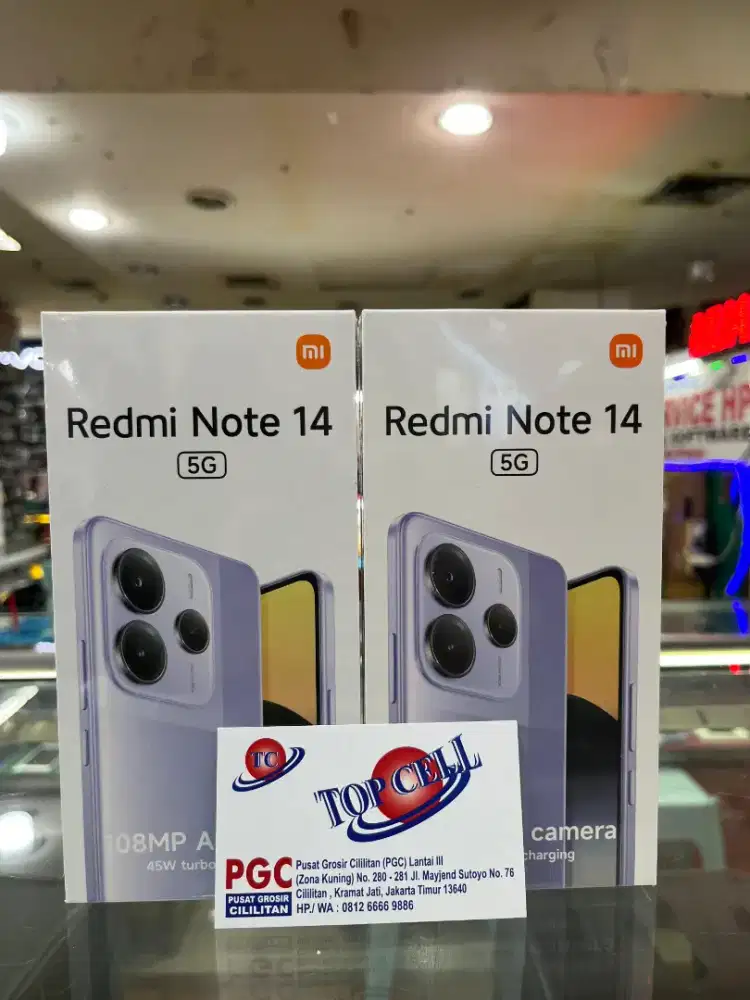 mi
Redmi Note 14
5G
108MP A
45W turbo
mi
Redmi Note 14
5G
camera
charging
TC
TOP CELL
PGC
PUSAT GROSIR
CILILITAN
Pusat Grosir Cililitan (PGC) Lantai III
(Zona Kuning) No. 280 - 281 Jl. Mayjend Sutoyo No. 76
Cililitan , Kramat Jati, Jakarta Timur 13640
HP./ WA : 0812 6666 9886